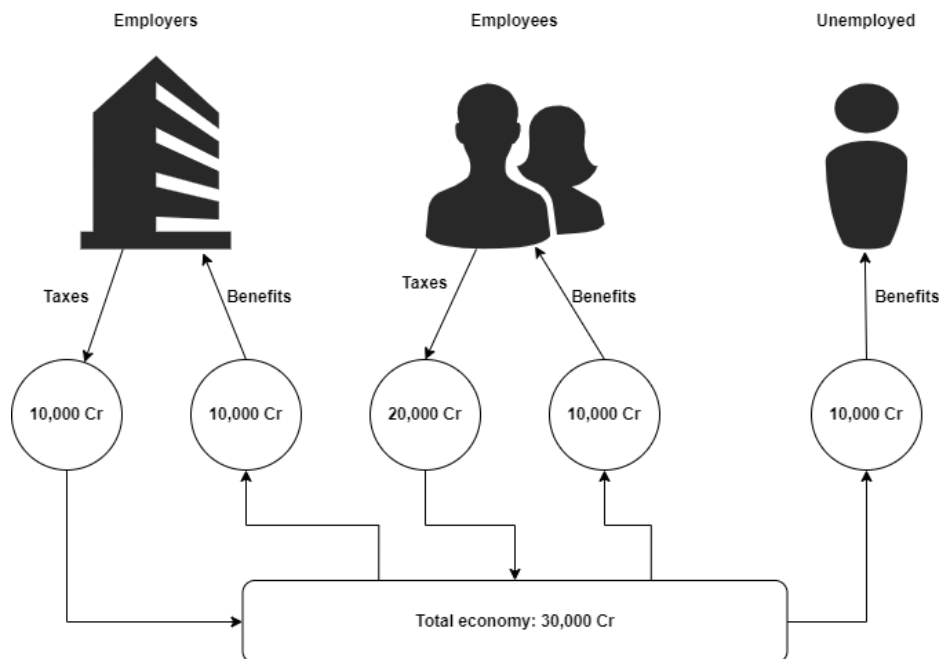 Employers
Employees
Unemployed
Taxes
Benefits
Taxes
Benefits
Benefits
10,000 Cr
10,000 Cr
20,000 Cr
10,000 Cr
10,000 Cr
Total economy: 30,000 Cr